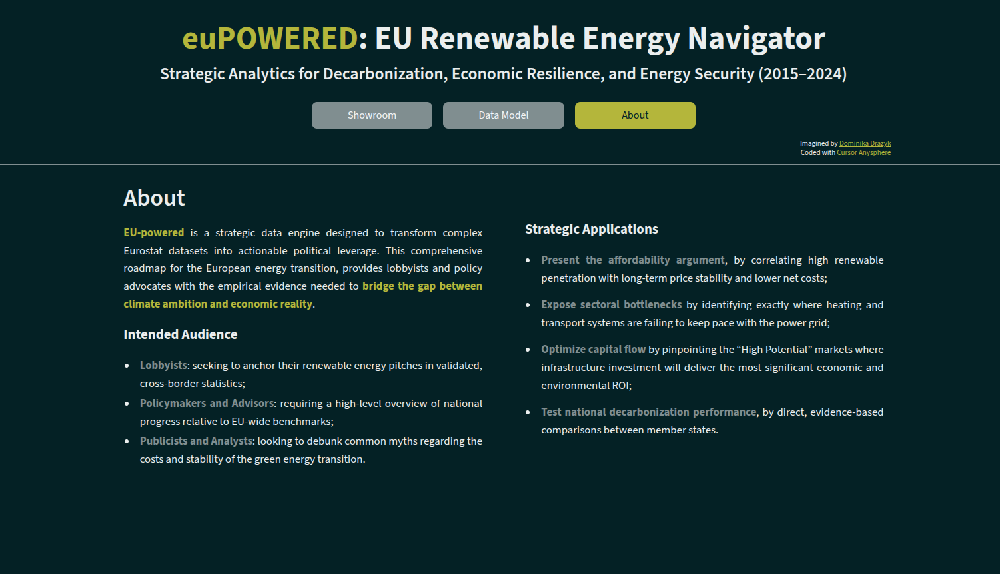 euPOWERED: EU Renewable Energy Navigator
Strategic Analytics for Decarbonization, Economic Resilience, and Energy Security (2015–2024)
Showroom
Data Model
About
Imagined by Dominika Drazyk
Coded with Cursor Anysphere
About
EU-powered is a strategic data engine designed to transform complex
Eurostat datasets into actionable political leverage. This comprehensive
roadmap for the European energy transition, provides lobbyists and policy
advocates with the empirical evidence needed to bridge the gap between
climate ambition and economic reality.
Intended Audience
• Lobbyists: seeking to anchor their renewable energy pitches in validated,
cross-border statistics;
• Policymakers and Advisors: requiring a high-level overview of national
progress relative to EU-wide benchmarks;
• Publicists and Analysts: looking to debunk common myths regarding the
costs and stability of the green energy transition.
Strategic Applications
• Present the affordability argument, by correlating high renewable
penetration with long-term price stability and lower net costs;
• Expose sectoral bottlenecks by identifying exactly where heating and
transport systems are failing to keep pace with the power grid;
• Optimize capital flow by pinpointing the “High Potential” markets where
infrastructure investment will deliver the most significant economic and
environmental ROI;
• Test national decarbonization performance, by direct, evidence-based
comparisons between member states.